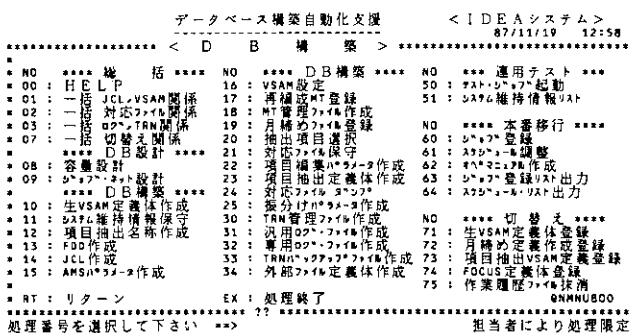 データベース構築自動化支援 <IDEAシステム>
87/11/19 12:58
****************** < D B 構 築 > ******************
NO **** 総 括 **** NO **** DB構築 **** NO *** 運用テスト ***
00 : HELP 16 : VSAM設定 50 : テスト・ジョブ起動
01 : 一括 JCL,VSAM関係 17 : 再編成MT登録 51 : システム維持情報リスト
02 : 一括 対応ファイル関係 18 : MT管理ファイル作成
03 : 一括 ログ,TRN関係 19 : 月締めファイル登録 NO **** 本番移行 ****
07 : 一括 切替え関係 20 : 抽出項目選択 60 : ジョブ登録
**** DB設計 **** 21 : 対応ファイル保守 61 : スケジュール調整
08 : 容量設計 22 : 項目編集パラメータ作成 62 : オペマニュアル作成
09 : ジョブ・ネット設計 23 : 項目抽出定義体作成 63 : ジョブ登録リスト出力
**** DB構築 **** 24 : 対応ファイル ダンプ 64 : スケジュール・リスト出力
10 : 生VSAM定義体作成 25 : 振分けパラメータ作成
11 : システム維持情報保守 30 : TRN管理ファイル作成 NO **** 切 替 え ****
12 : 項目抽出名称作成 31 : 汎用ログ・ファイル作成 71 : 生VSAM定義体登録
13 : FDD作成 32 : 専用ログ・ファイル作成 72 : 月締め定義作成登録
14 : JCL作成 33 : TRNバックアップファイル作成 73 : 項目抽出VSAM定義登録
15 : AMSパラメータ作成 34 : 外部ファイル定義体作成 74 : FOCUS定義体登録
75 : 作業履歴ファイル抹消
RT : リターン EX : 処理終了 QNMNU800
?? 
処理番号を選択して下さい ==> 担当者により処理限定